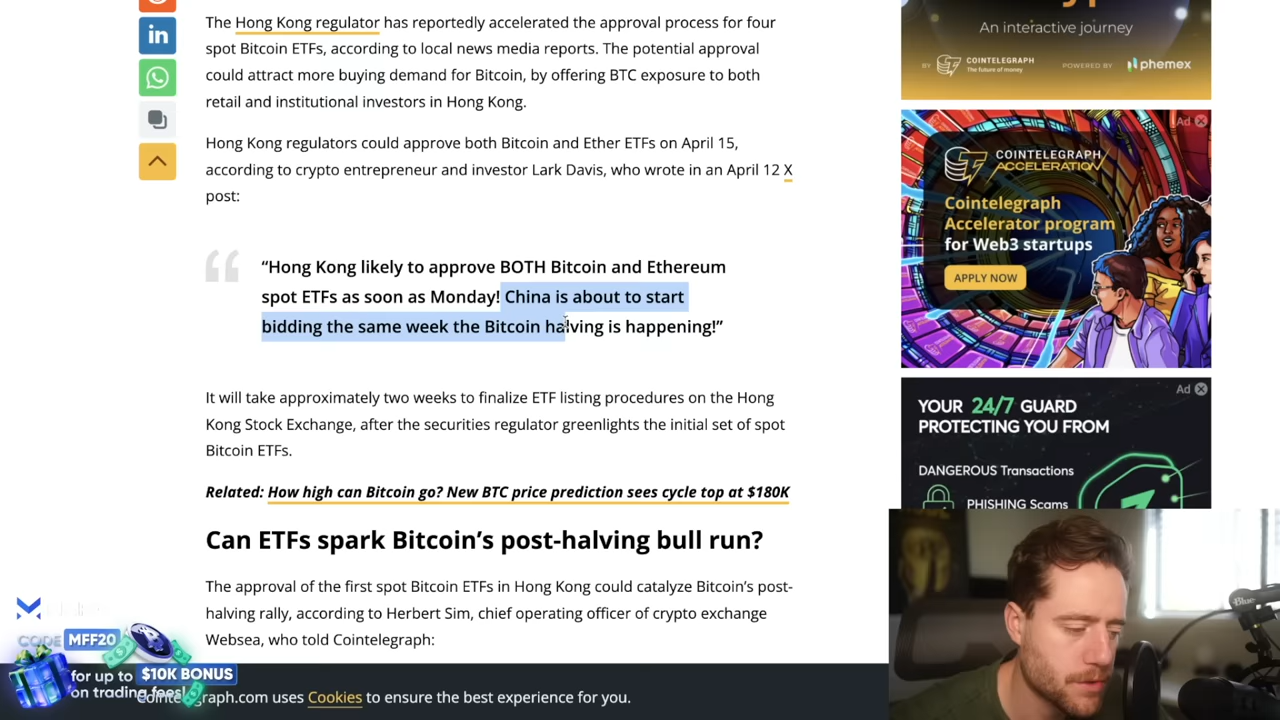 The Hong Kong regulator has reportedly accelerated the approval process for four
spot Bitcoin ETFs, according to local news media reports. The potential approval
could attract more buying demand for Bitcoin, by offering BTC exposure to both
retail and institutional investors in Hong Kong.
Hong Kong regulators could approve both Bitcoin and Ether ETFs on April 15,
according to crypto entrepreneur and investor Lark Davis, who wrote in an April 12 X
post:
“Hong Kong likely to approve BOTH Bitcoin and Ethereum
spot ETFs as soon as Monday! China is about to start
bidding the same week the Bitcoin halving is happening!”
It will take approximately two weeks to finalize ETF listing procedures on the Hong
Kong Stock Exchange, after the securities regulator greenlights the initial set of spot
Bitcoin ETFs.
Related: How high can Bitcoin go? New BTC price prediction sees cycle top at $180K
Can ETFs spark Bitcoin’s post-halving bull run?
The approval of the first spot Bitcoin ETFs in Hong Kong could catalyze Bitcoin’s post-
halving rally, according to Herbert Sim, chief operating officer of crypto exchange
Websea, who told Cointelegraph:
An interactive journey
BY COINTELEGRAPH The future of money POWERED BY phemex
Ad
COINTELEGRAPH
ACCELERATION
Cointelegraph
Accelerator program
for Web3 startups
APPLY NOW
Ad
YOUR 24/7 GUARD
PROTECTING YOU FROM
DANGEROUS Transactions
PHISHING Scams
Blue
in
CODE MFF20
for up to $10K BONUS
on trading fees!
uses Cookies to ensure the best experience for you.